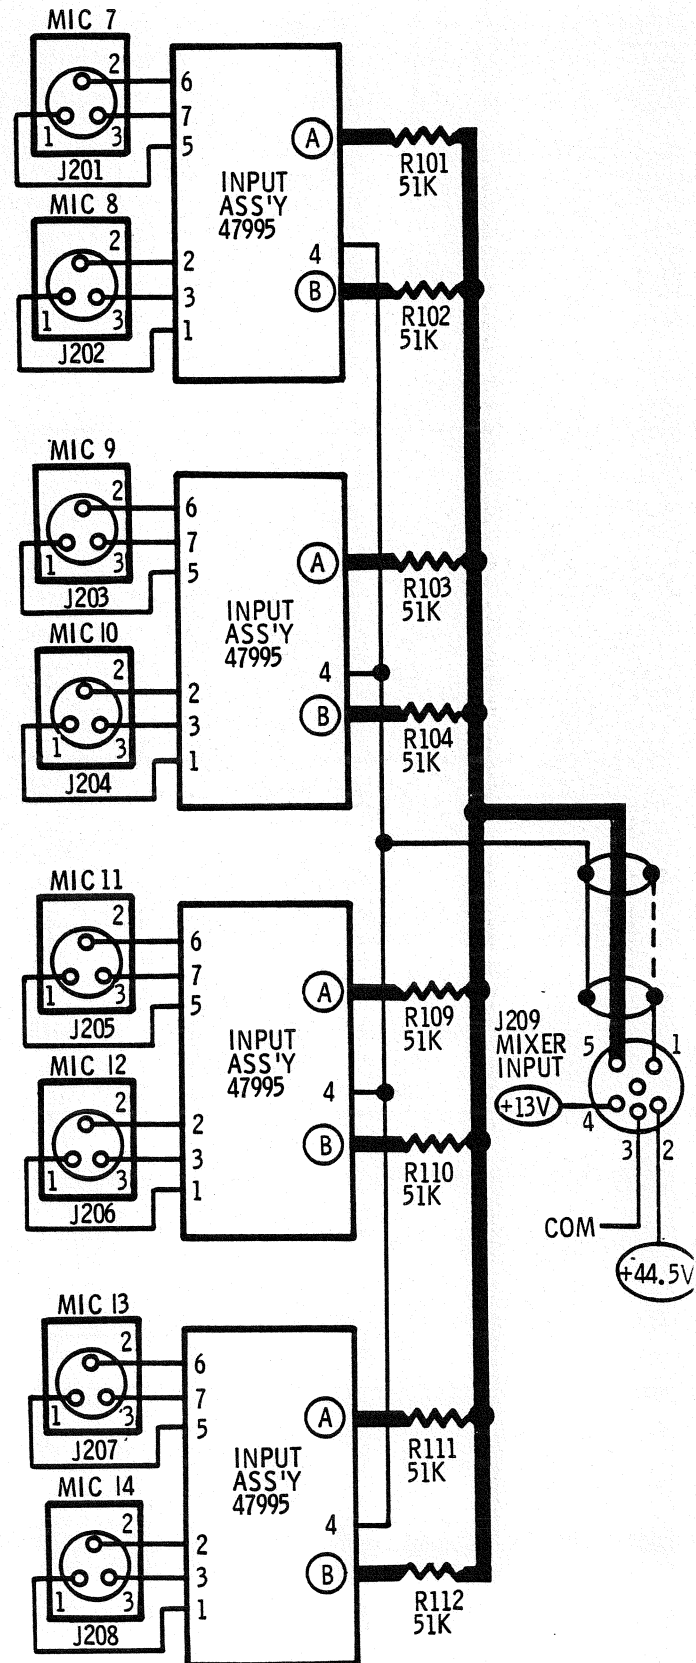 MIC 7
2
6
7
1
3
5
J201
A
R101
51K
INPUT
ASS'Y
47995
MIC 8
2
2
4
3
B
1
3
1
J202
R102
51K
MIC 9
2
6
7
1
3
5
J203
A
R103
51K
INPUT
ASS'Y
47995
MIC 10
2
2
4
3
B
1
3
1
J204
R104
51K
MIC 11
2
6
7
1
3
5
J205
A
R109
51K
INPUT
ASS'Y
47995
J209
MIXER
INPUT
5
1
+13V
4
3
2
COM
+44.5V
MIC 12
2
2
4
3
B
1
3
1
J206
R110
51K
MIC 13
2
6
7
1
3
5
J207
A
R111
51K
INPUT
ASS'Y
47995
MIC 14
2
2
4
3
B
1
3
1
J208
R112
51K